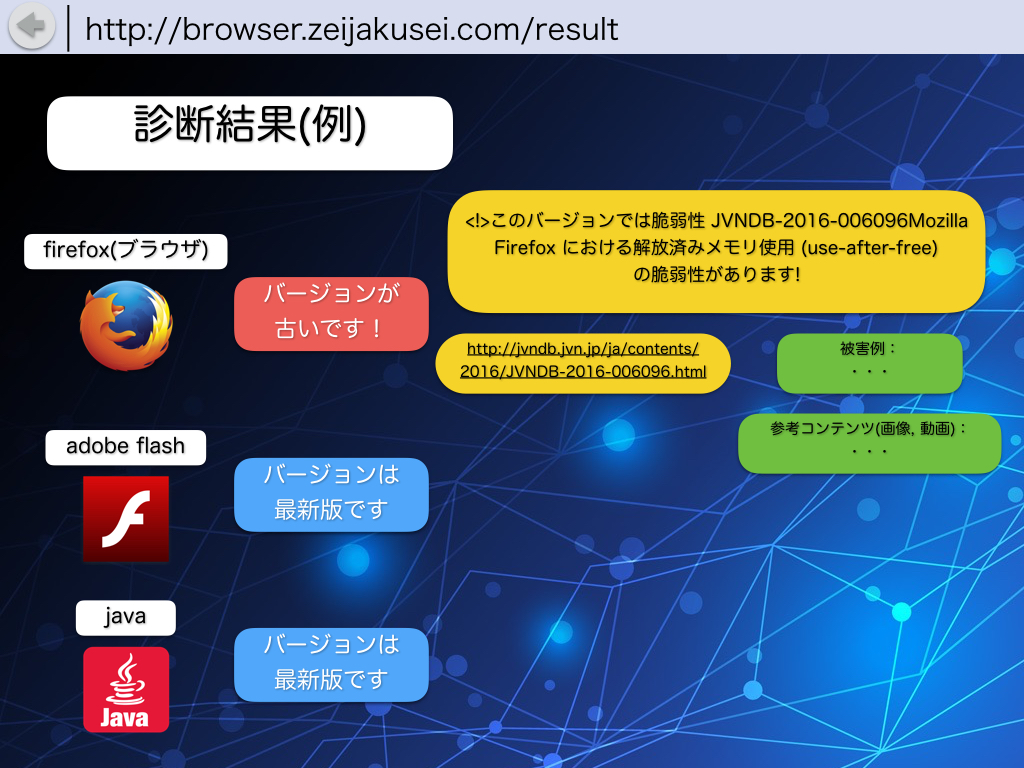 http://browser.zeijakusei.com/result
診断結果(例)
<!>このバージョンでは脆弱性 JVNDB-2016-006096Mozilla
Firefox における解放済みメモリ使用 (use-after-free)
の脆弱性があります!
firefox(ブラウザ)
バージョンが
古いです！
http://jvndb.jvn.jp/ja/contents/
2016/JVNDB-2016-006096.html
被害例：
・・・
参考コンテンツ(画像, 動画)：
・・・
adobe flash
バージョンは
最新版です
java
バージョンは
最新版です
Java